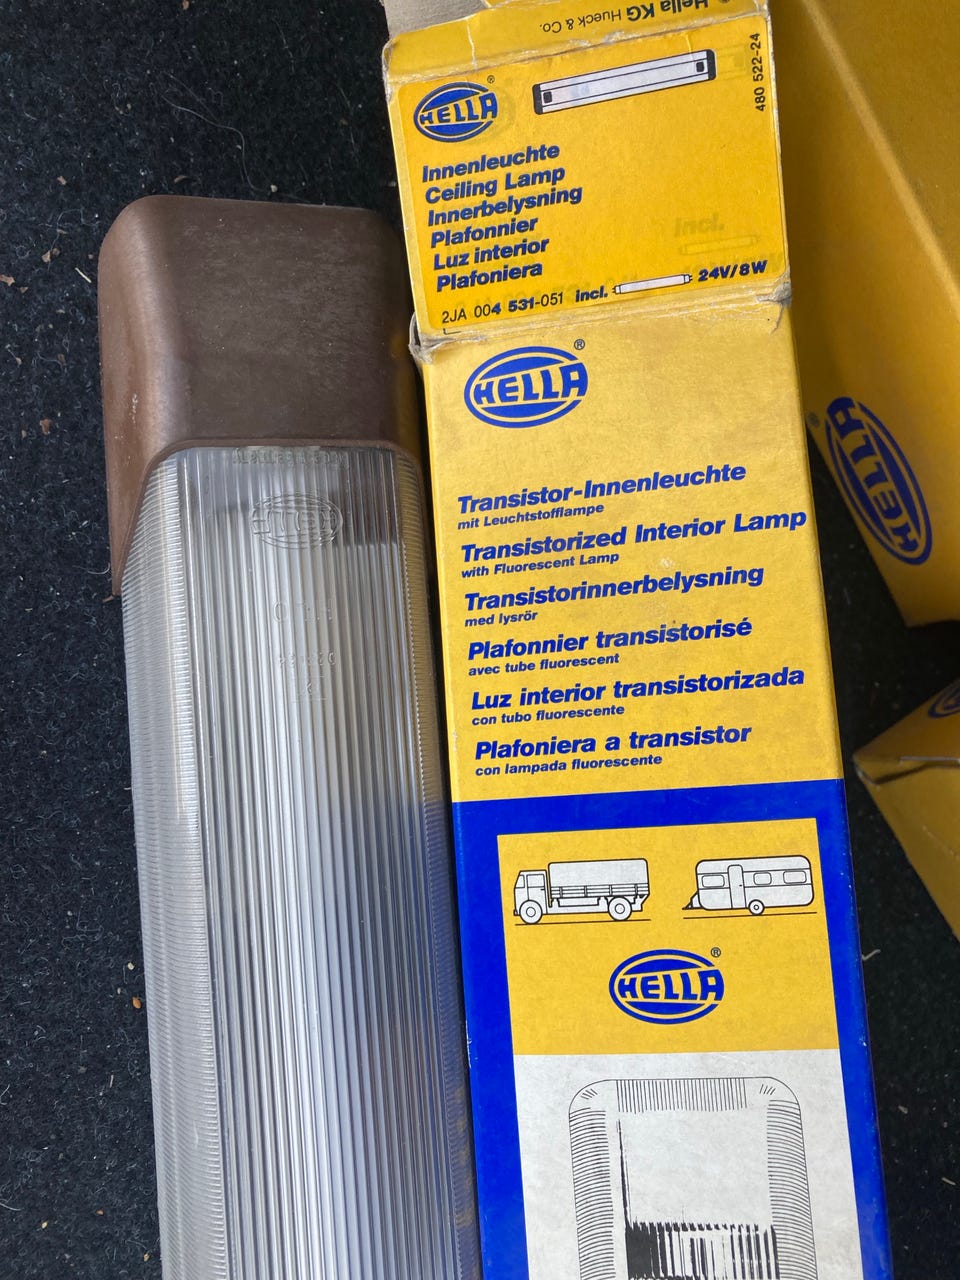 Hella KG Hueck & Co.
480 522-24
HELLA®
Innenleuchte
Ceiling Lamp
Innerbelysning
Plafonnier
Luz interior
Plafoniera
2JA 004 531-051 incl. 24V/8W
incl.
HELLA®
Transistor-Innenleuchte
mit Leuchtstofflampe
Transistorized Interior Lamp
with Fluorescent Lamp
Transistorinnerbelysning
med lysrör
Plafonnier transistorisé
avec tube fluorescent
Luz interior transistorizada
con tubo fluorescente
Plafoniera a transistor
con lampada fluorescente
HELLA®
HELLA
HELLA